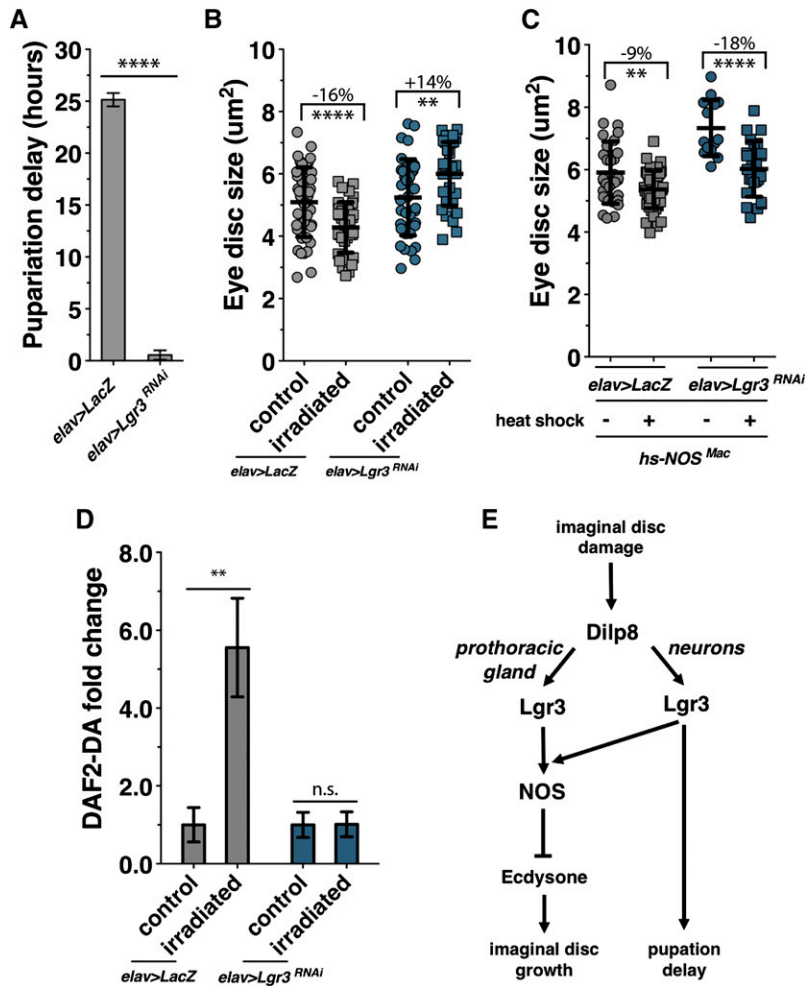 A
Pupariation delay (hours)
30
25
20
15
10
5
0
****
elav>LacZ
elav>Lgr3 RNAi
B
Eye disc size (um²)
10
8
6
4
2
0
-16%
****
+14%
**
control
irradiated
control
irradiated
elav>LacZ
elav>Lgr3 RNAi
C
Eye disc size (um²)
10
8
6
4
2
0
-9%
**
-18%
****
elav>LacZ
elav>Lgr3 RNAi
heat shock - + - +
hs-NOS Mac
D
DAF2-DA fold change
8.0
6.0
4.0
2.0
0.0
**
n.s.
control
irradiated
control
irradiated
elav>LacZ
elav>Lgr3 RNAi
E
imaginal disc
damage
Dilp8
prothoracic
gland
neurons
Lgr3
Lgr3
NOS
Ecdysone
imaginal disc
growth
pupation
delay